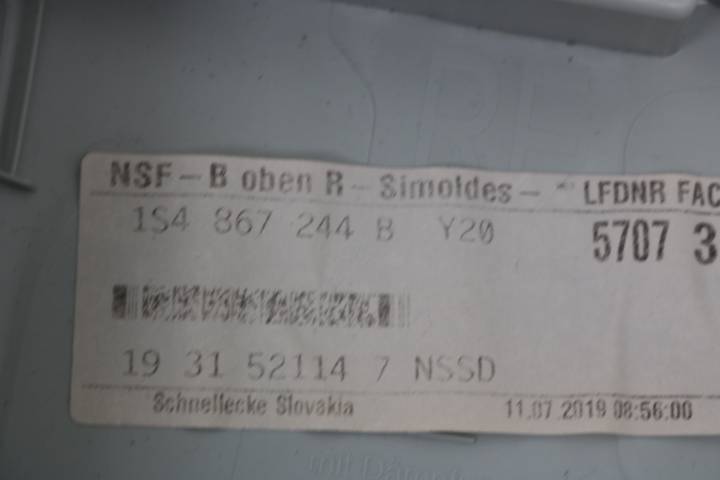 NSF-B oben R-Simoldes- LFDNR FAC
1S4 867 244 B Y20 5707 3
19 31 52114 7 NSSD
Schnellecke Slovakia 11.07.2019 08:56:00
mit